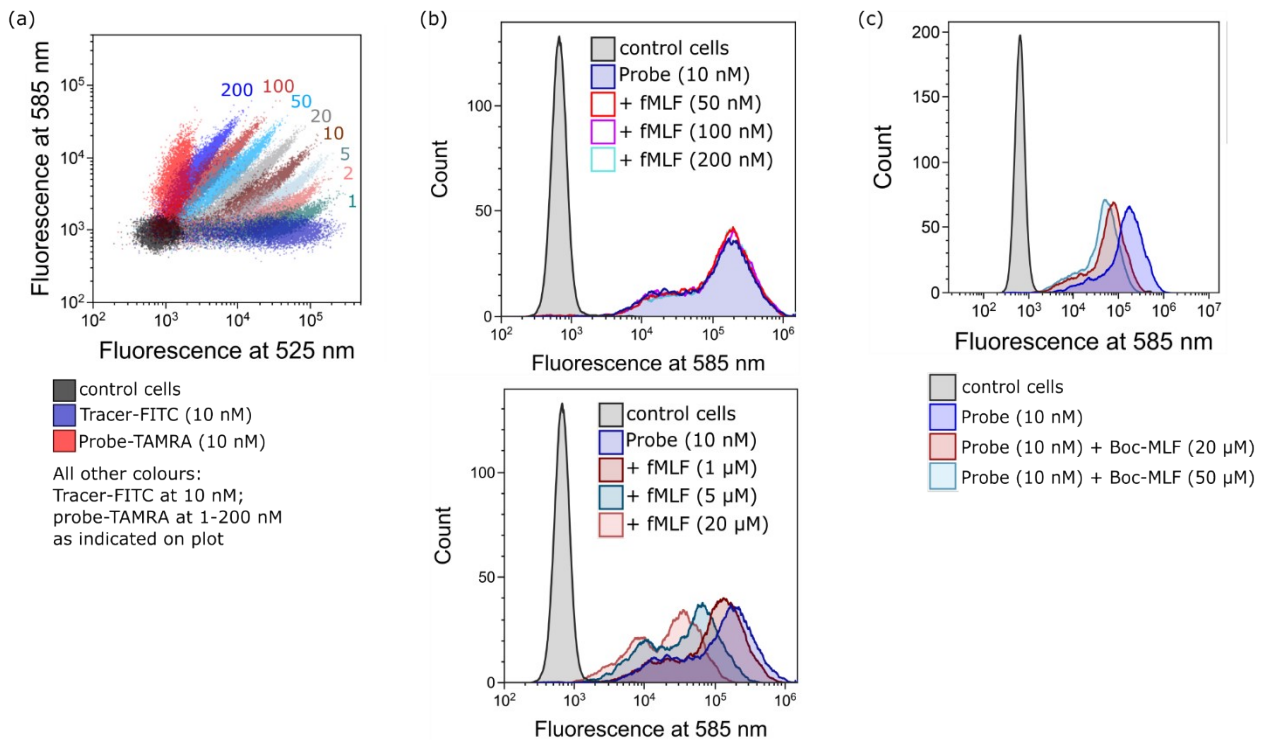 (a)
Fluorescence at 585 nm
10⁵
10⁴
10³
10²
200
100
50
20
10
5
2
1
10² 10³ 10⁴ 10⁵
Fluorescence at 525 nm
control cells
Tracer-FITC (10 nM)
Probe-TAMRA (10 nM)
All other colours:
Tracer-FITC at 10 nM;
probe-TAMRA at 1-200 nM
as indicated on plot
(b)
Count
100
50
0
control cells
Probe (10 nM)
+ fMLF (50 nM)
+ fMLF (100 nM)
+ fMLF (200 nM)
10² 10³ 10⁴ 10⁵ 10⁶
Fluorescence at 585 nm
Count
100
50
0
control cells
Probe (10 nM)
+ fMLF (1 µM)
+ fMLF (5 µM)
+ fMLF (20 µM)
10² 10³ 10⁴ 10⁵ 10⁶
Fluorescence at 585 nm
(c)
Count
200
150
100
50
0
10² 10³ 10⁴ 10⁵ 10⁶ 10⁷
Fluorescence at 585 nm
control cells
Probe (10 nM)
Probe (10 nM) + Boc-MLF (20 µM)
Probe (10 nM) + Boc-MLF (50 µM)